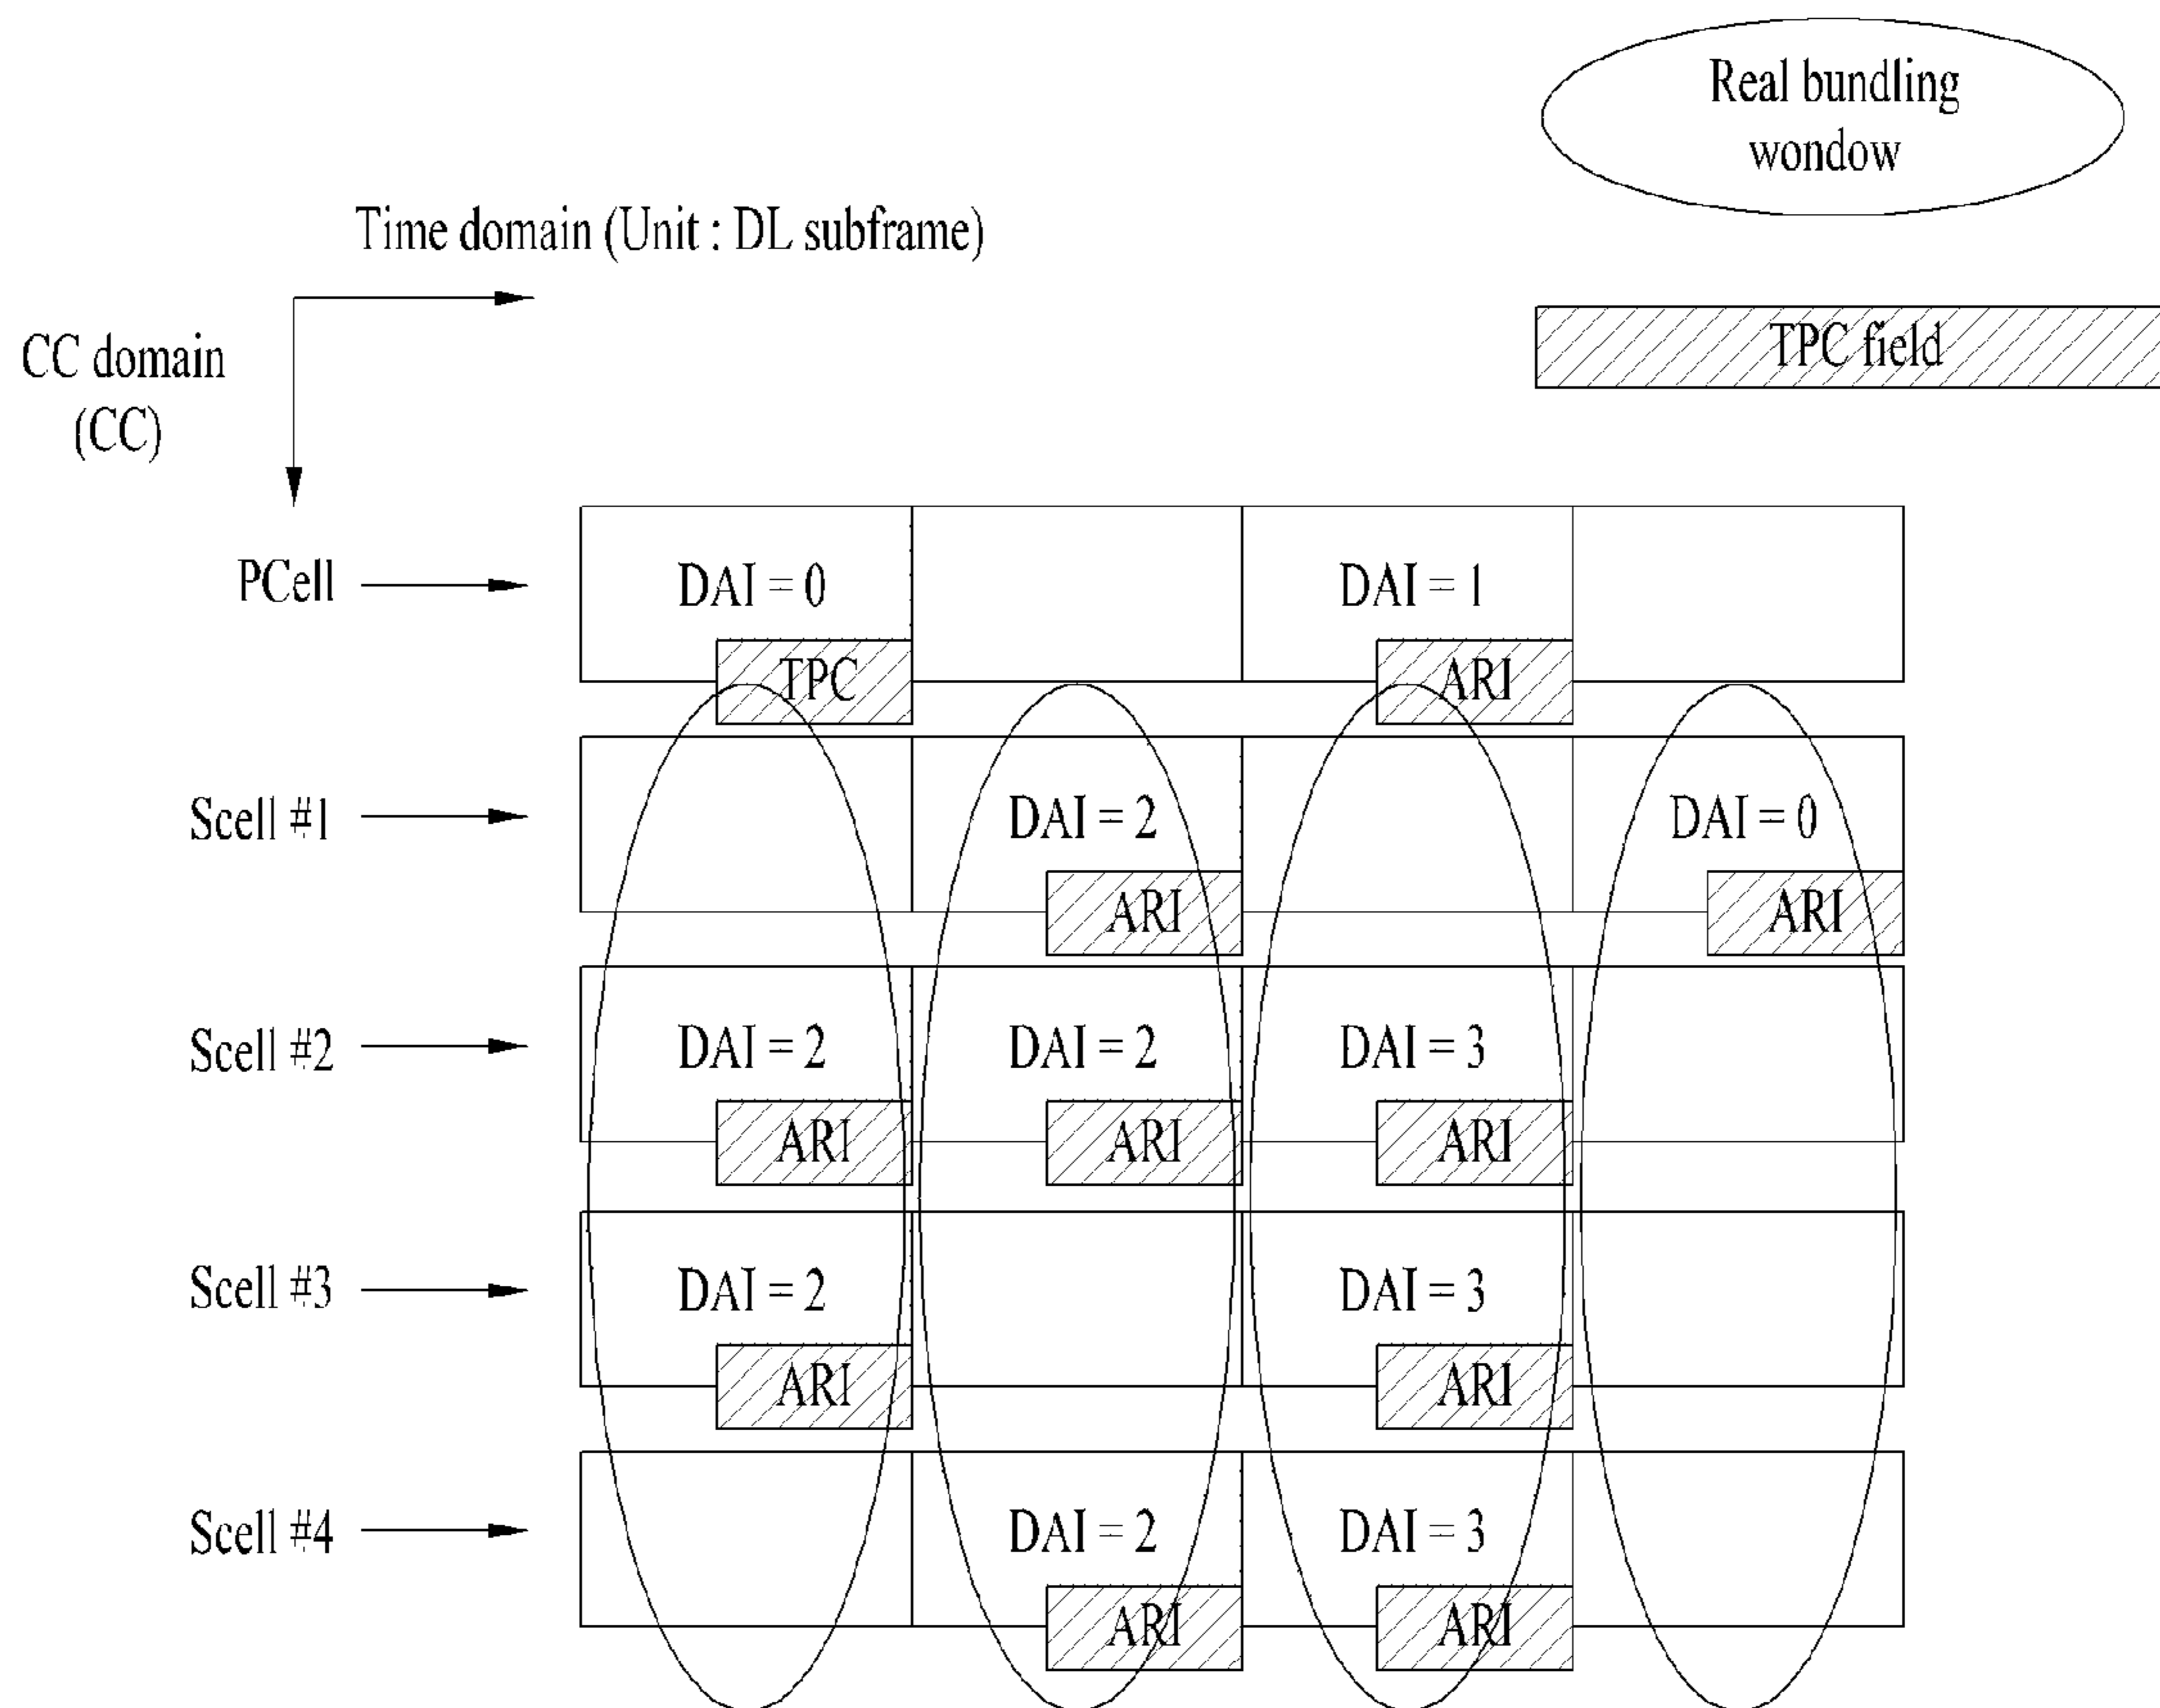 Real bundling
wondow
Time domain (Unit : DL subframe)
TPC field
CC domain
(CC)
PCell
DAI = 0
DAI = 1
TPC
ARI
Scell #1
DAI = 2
DAI = 0
ARI
ARI
Scell #2
DAI = 2
DAI = 2
DAI = 3
ARI
ARI
ARI
Scell #3
DAI = 2
DAI = 3
ARI
ARI
Scell #4
DAI = 2
DAI = 3
ARI
ARI